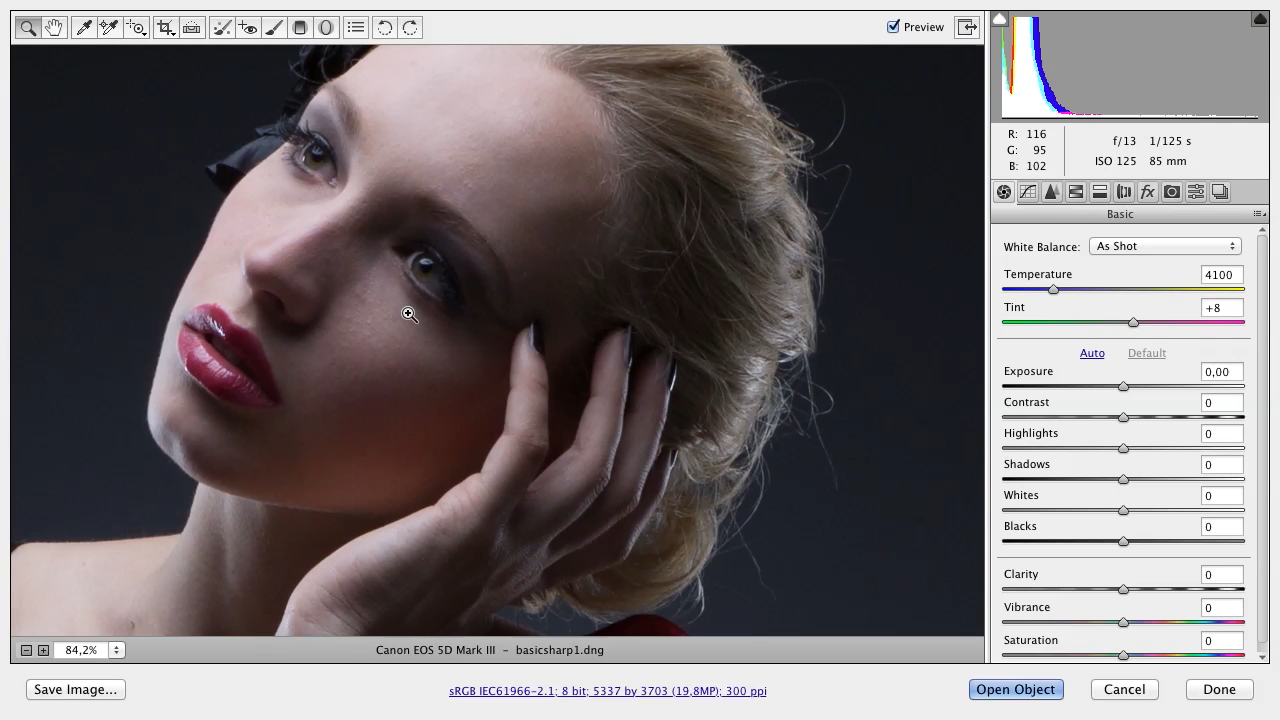 Preview
R: 116
G: 95
B: 102
f/13 1/125 s
ISO 125 85 mm
fx
Basic
White Balance: As Shot
Temperature 4100
Tint +8
Auto Default
Exposure 0,00
Contrast 0
Highlights 0
Shadows 0
Whites 0
Blacks 0
Clarity 0
Vibrance 0
Saturation 0
84,2% Canon EOS 5D Mark III – basicsharp1.dng
Save Image... sRGB IEC61966-2.1; 8 bit; 5337 by 3703 (19,8MP); 300 ppi Open Object Cancel Done